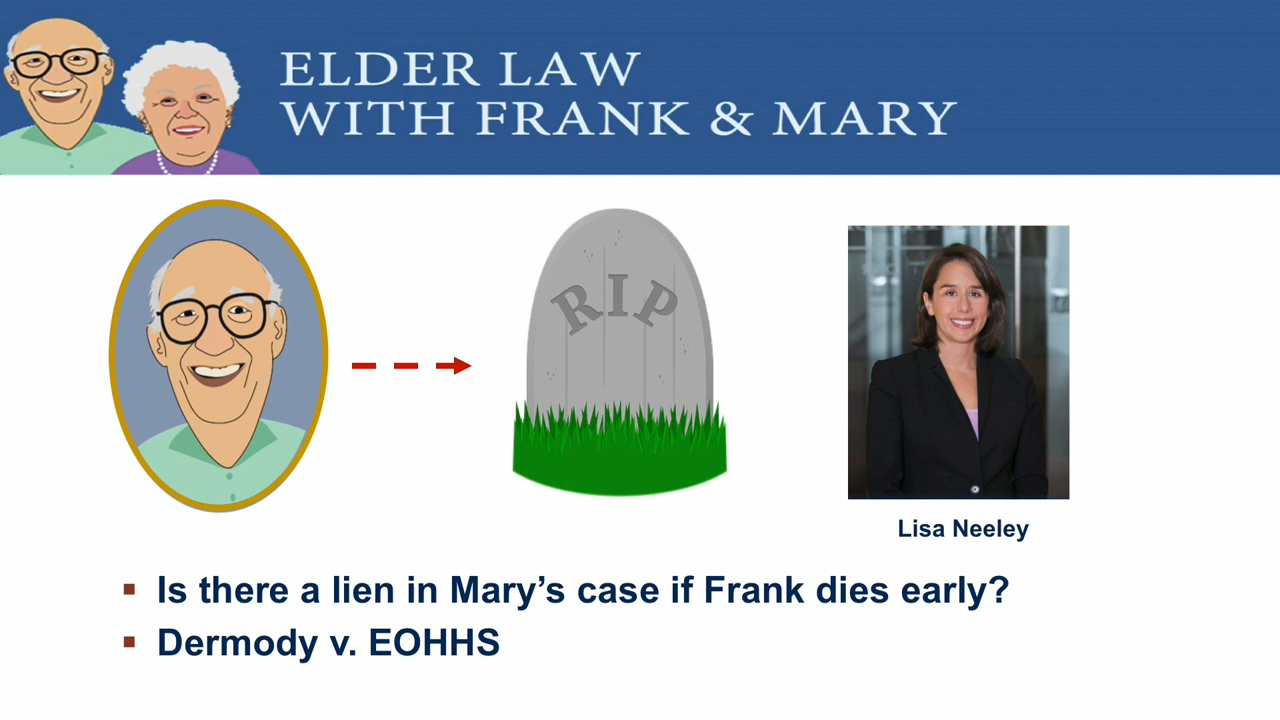 ELDER LAW
WITH FRANK & MARY
RIP
Lisa Neeley
Is there a lien in Mary’s case if Frank dies early?
Dermody v. EOHHS